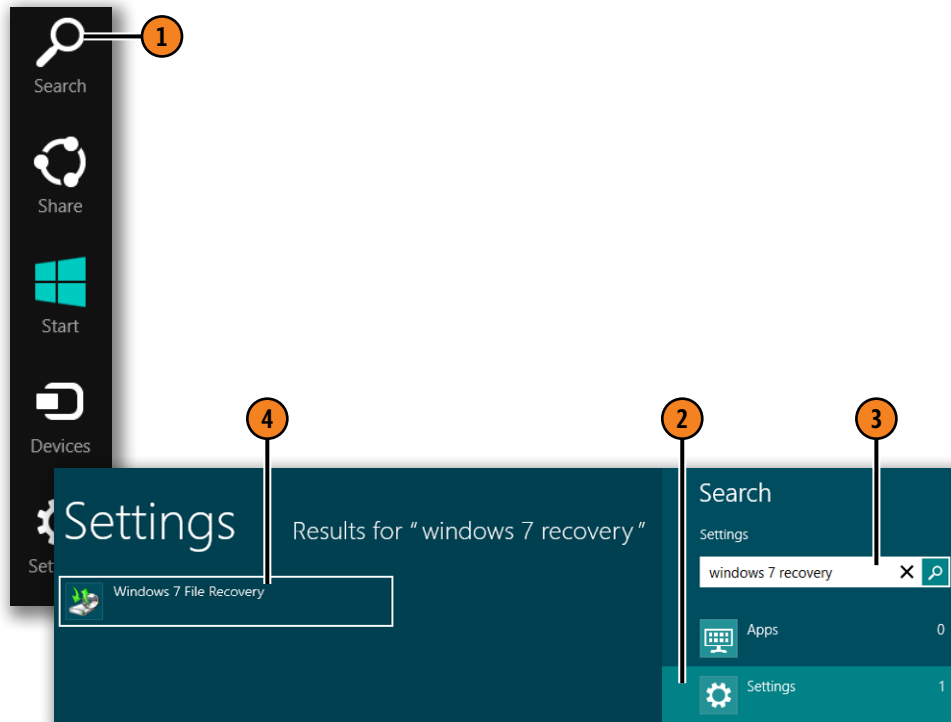 1
Search
Share
Start
Devices
Set
4
2
3
Settings
Results for “ windows 7 recovery ”
Windows 7 File Recovery
Search
Settings
windows 7 recovery
Apps 0
Settings 1